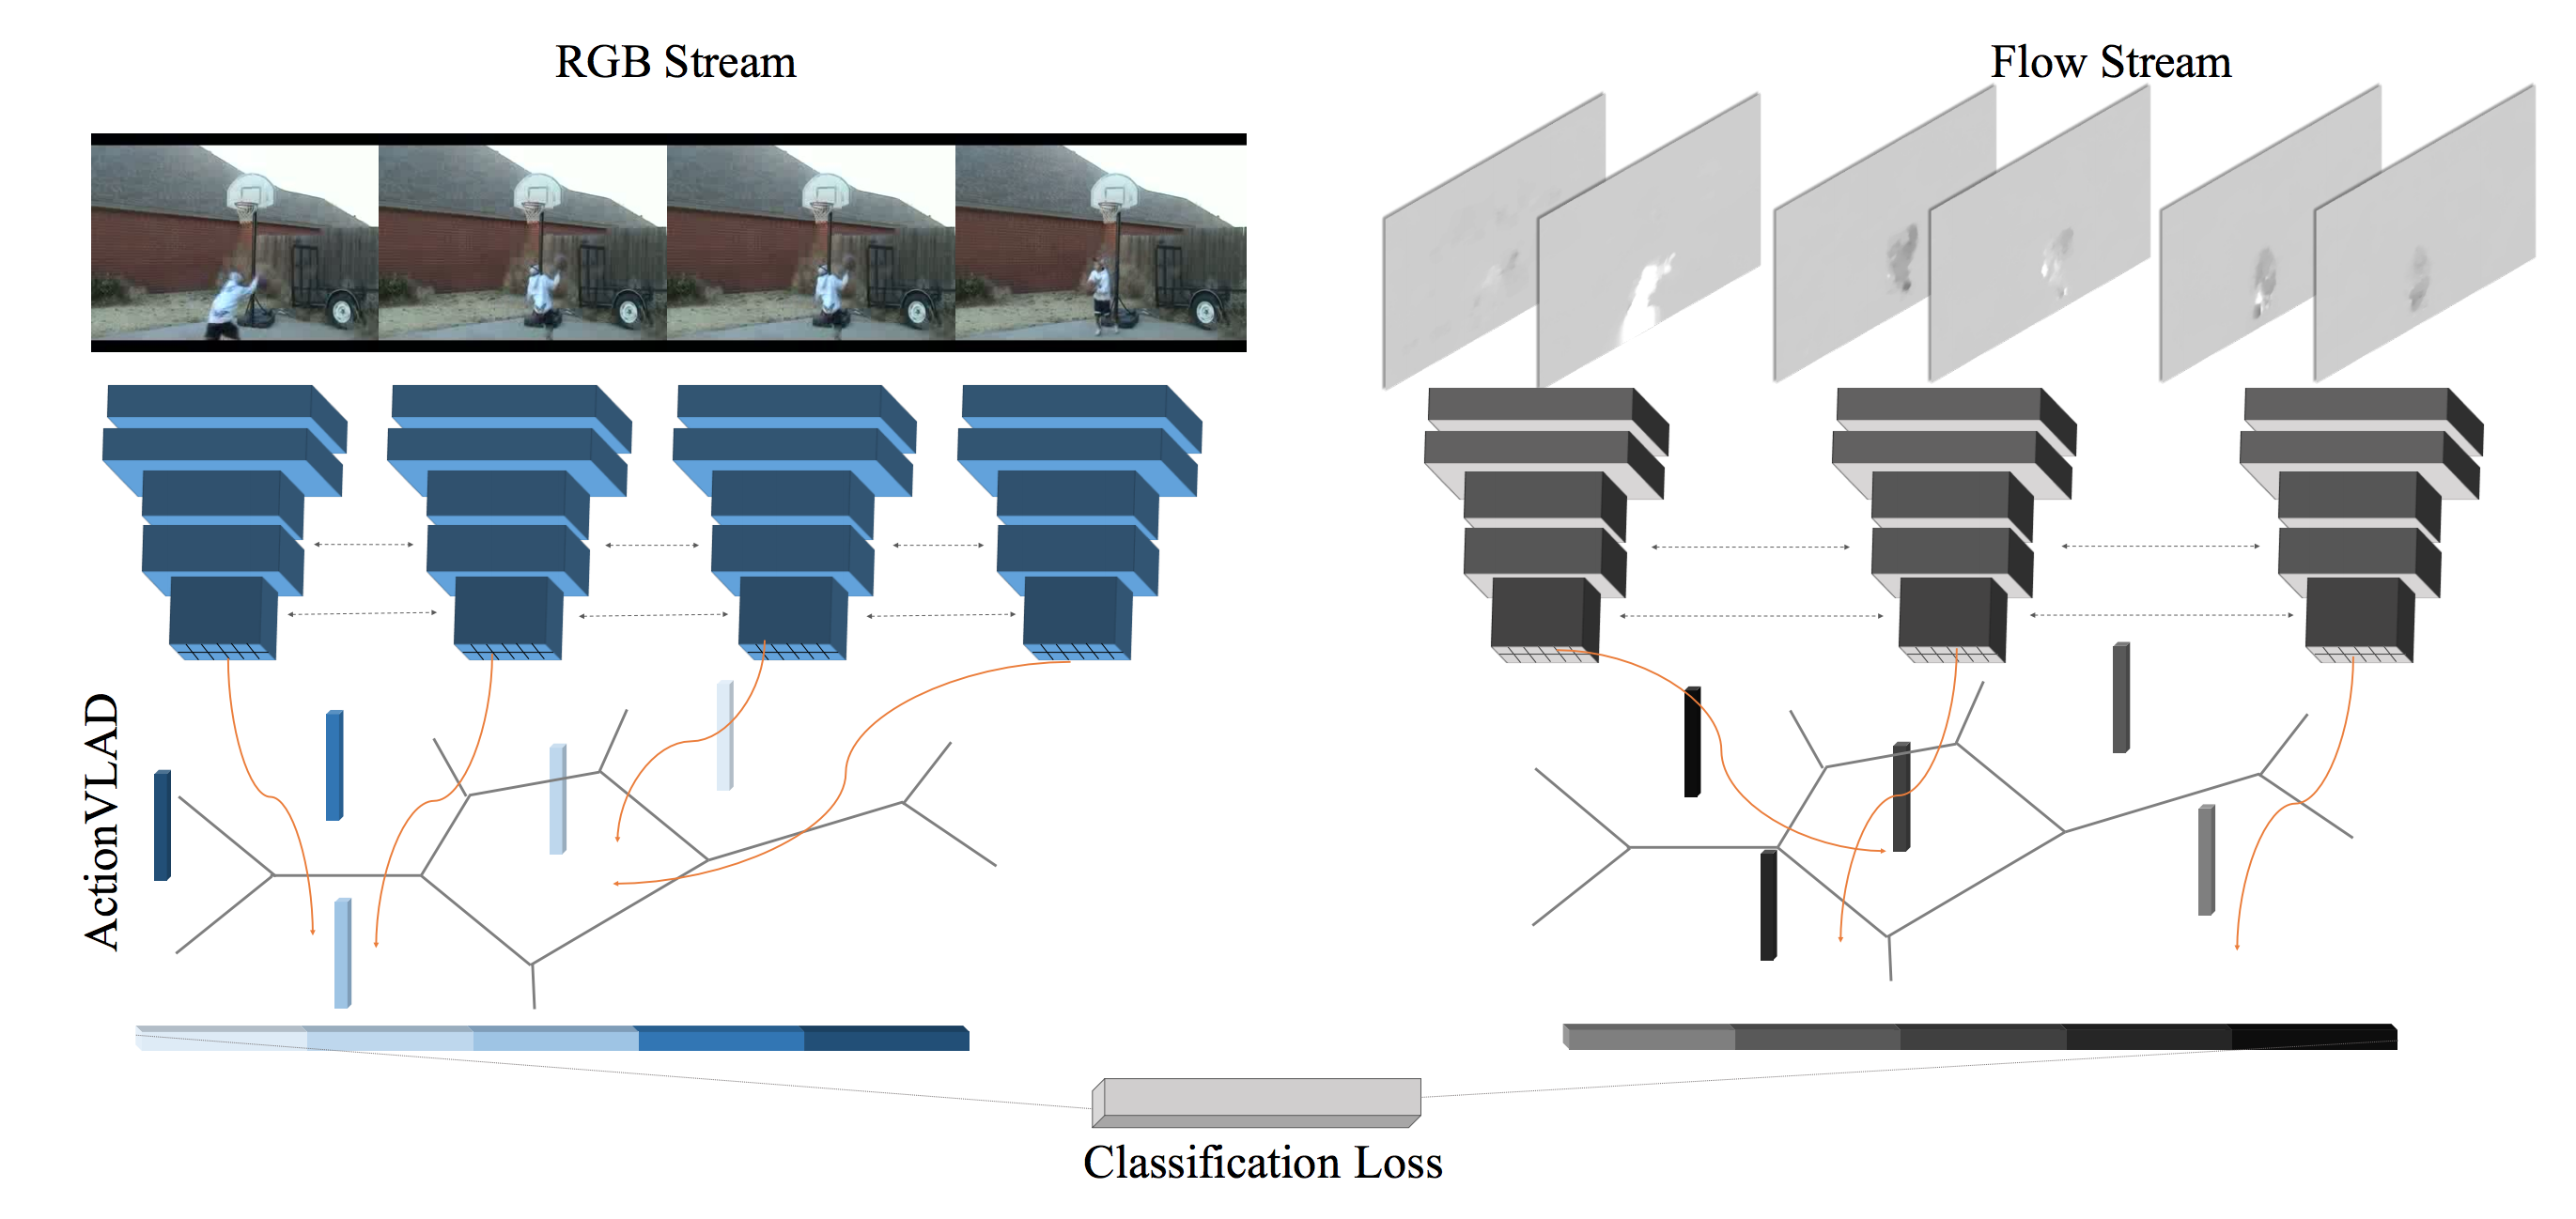 RGB Stream
Flow Stream
ActionVLAD
Classification Loss